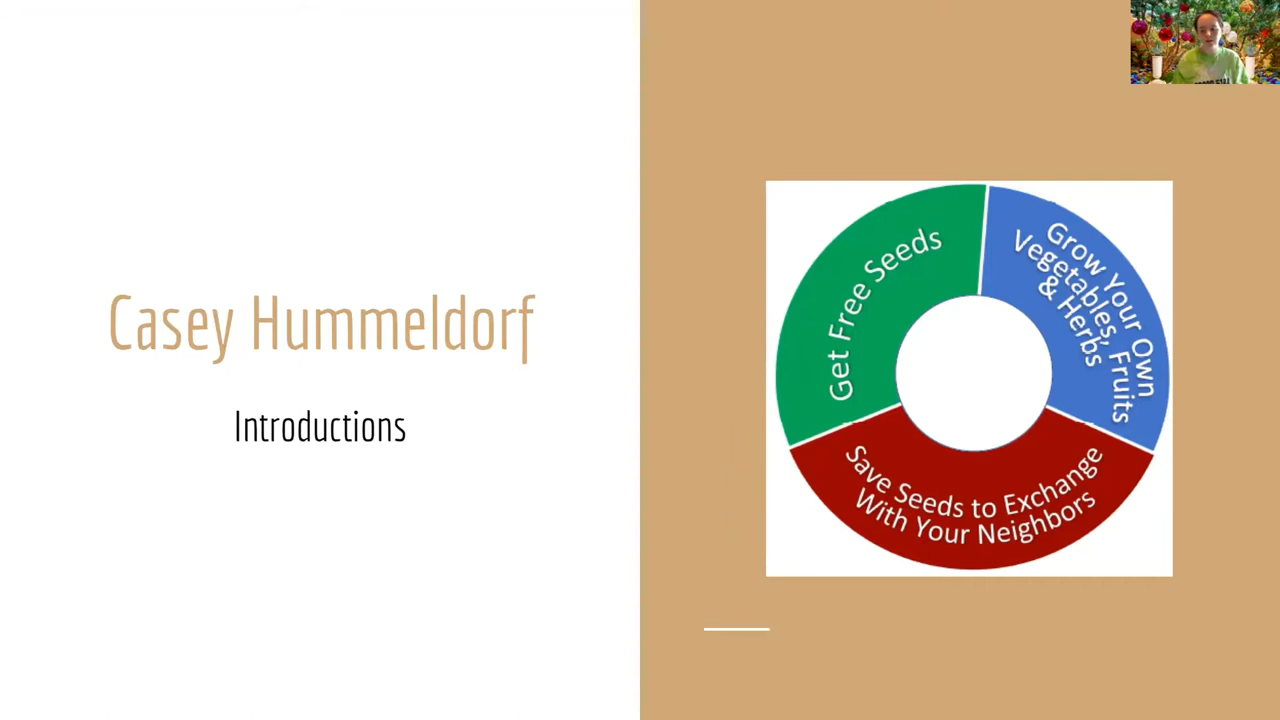 Casey Hummeldorf
Introductions
Get Free Seeds
Grow Your Own
Vegetables, Fruits
& Herbs
Save Seeds to Exchange
With Your Neighbors